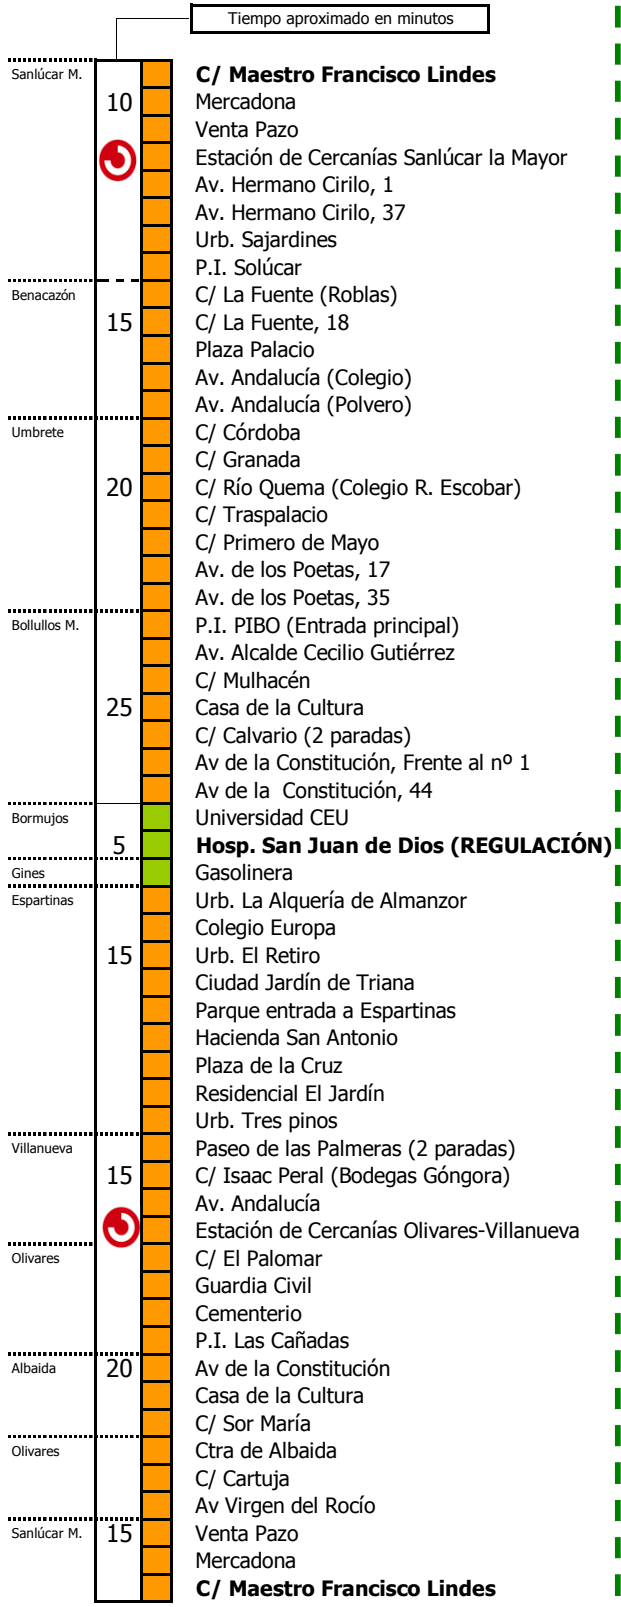 Tiempo aproximado en minutos
Sanlúcar M. C/ Maestro Francisco Lindes
10 Mercadona
Venta Pazo
Estación de Cercanías Sanlúcar la Mayor
Av. Hermano Cirilo, 1
Av. Hermano Cirilo, 37
Urb. Sajardines
P.I. Solúcar
Benacazón C/ La Fuente (Roblas)
15 C/ La Fuente, 18
Plaza Palacio
Av. Andalucía (Colegio)
Av. Andalucía (Polvero)
Umbrete C/ Córdoba
C/ Granada
20 C/ Río Quema (Colegio R. Escobar)
C/ Traspalacio
C/ Primero de Mayo
Av. de los Poetas, 17
Av. de los Poetas, 35
Bollullos M. P.I. PIBO (Entrada principal)
Av. Alcalde Cecilio Gutiérrez
C/ Mulhacén
25 Casa de la Cultura
C/ Calvario (2 paradas)
Av de la Constitución, Frente al nº 1
Av de la Constitución, 44
Bormujos Universidad CEU
5 Hosp. San Juan de Dios (REGULACIÓN)
Gines Gasolinera
Espartinas Urb. La Alquería de Almanzor
Colegio Europa
15 Urb. El Retiro
Ciudad Jardín de Triana
Parque entrada a Espartinas
Hacienda San Antonio
Plaza de la Cruz
Residencial El Jardín
Urb. Tres pinos
Villanueva Paseo de las Palmeras (2 paradas)
15 C/ Isaac Peral (Bodegas Góngora)
Av. Andalucía
Estación de Cercanías Olivares-Villanueva
Olivares C/ El Palomar
Guardia Civil
Cementerio
P.I. Las Cañadas
Albaida 20 Av de la Constitución
Casa de la Cultura
C/ Sor María
Olivares Ctra de Albaida
C/ Cartuja
Av Virgen del Rocío
Sanlúcar M. 15 Venta Pazo
Mercadona
C/ Maestro Francisco Lindes